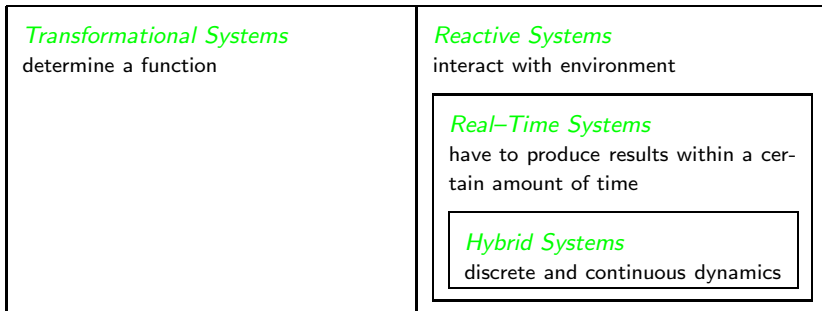 Transformational Systems
determine a function
Reactive Systems
interact with environment
Real–Time Systems
have to produce results within a cer-
tain amount of time
Hybrid Systems
discrete and continuous dynamics